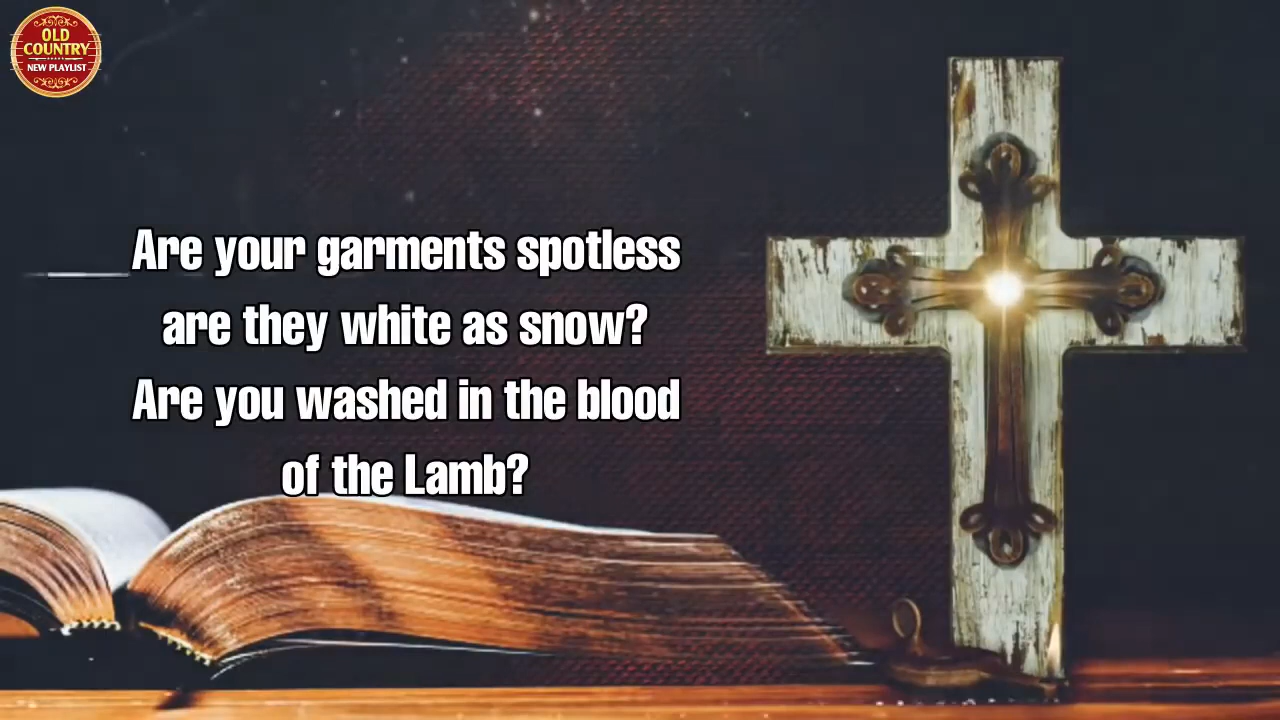 OLD
COUNTRY
NEW PLAYLIST
Are your garments spotless
are they white as snow?
Are you washed in the blood
of the Lamb?